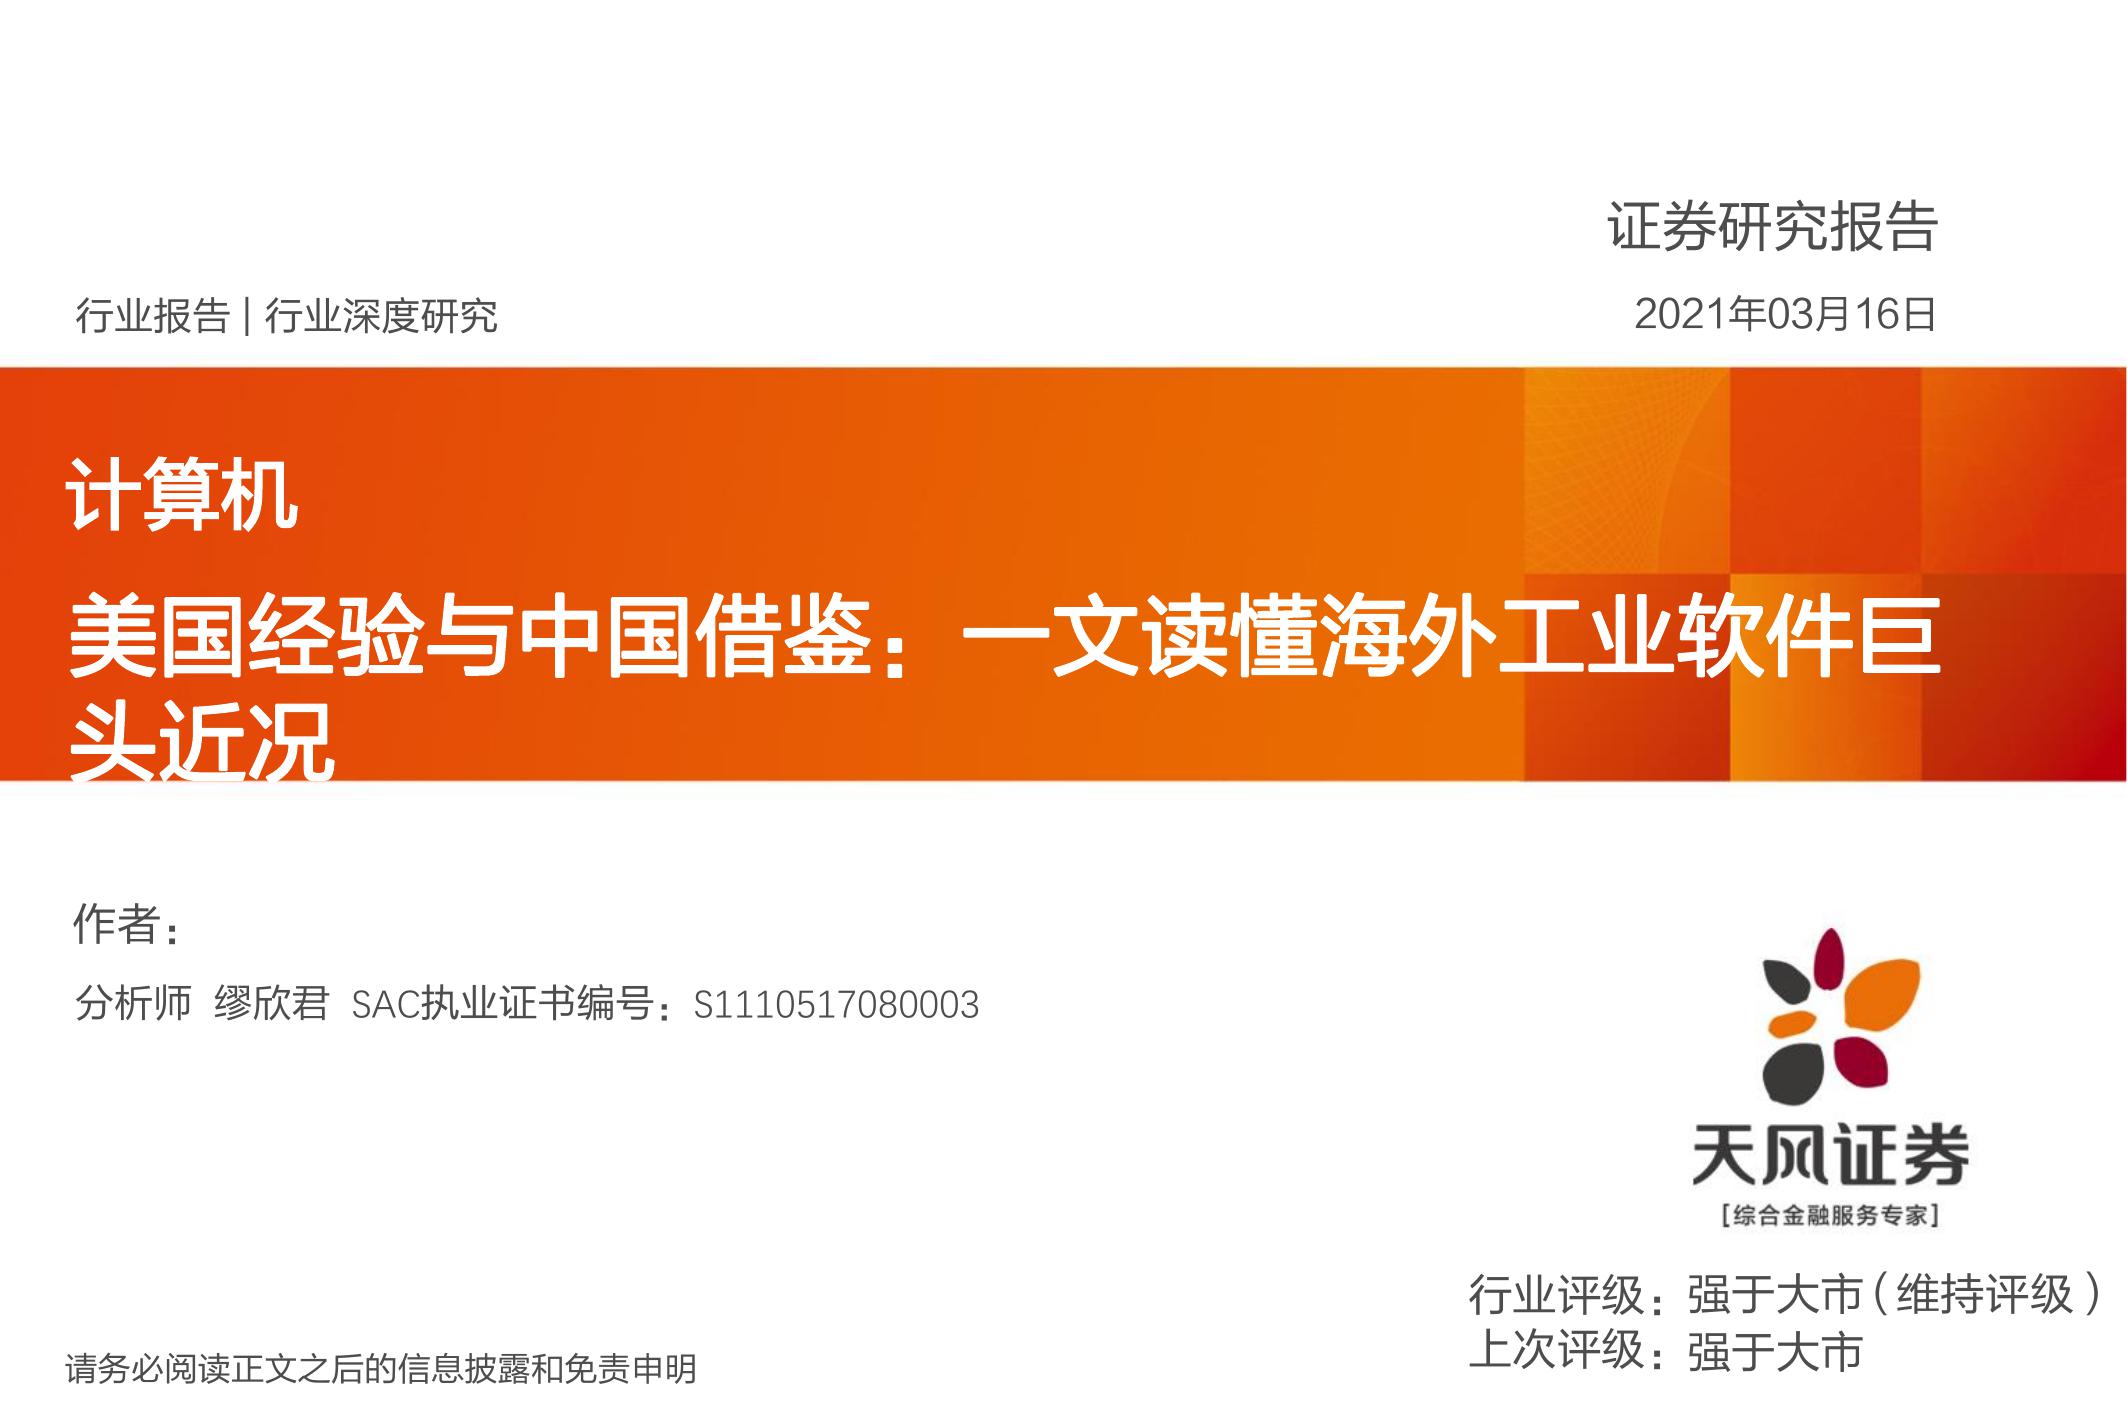 证券研究报告
行业报告 | 行业深度研究
2021年03月16日
计算机
美国经验与中国借鉴：一文读懂海外工业软件巨
头近况
作者：
分析师 缪欣君 SAC执业证书编号：S1110517080003
天风证券
[综合金融服务专家]
行业评级：强于大市（维持评级）
上次评级：强于大市
请务必阅读正文之后的信息披露和免责申明